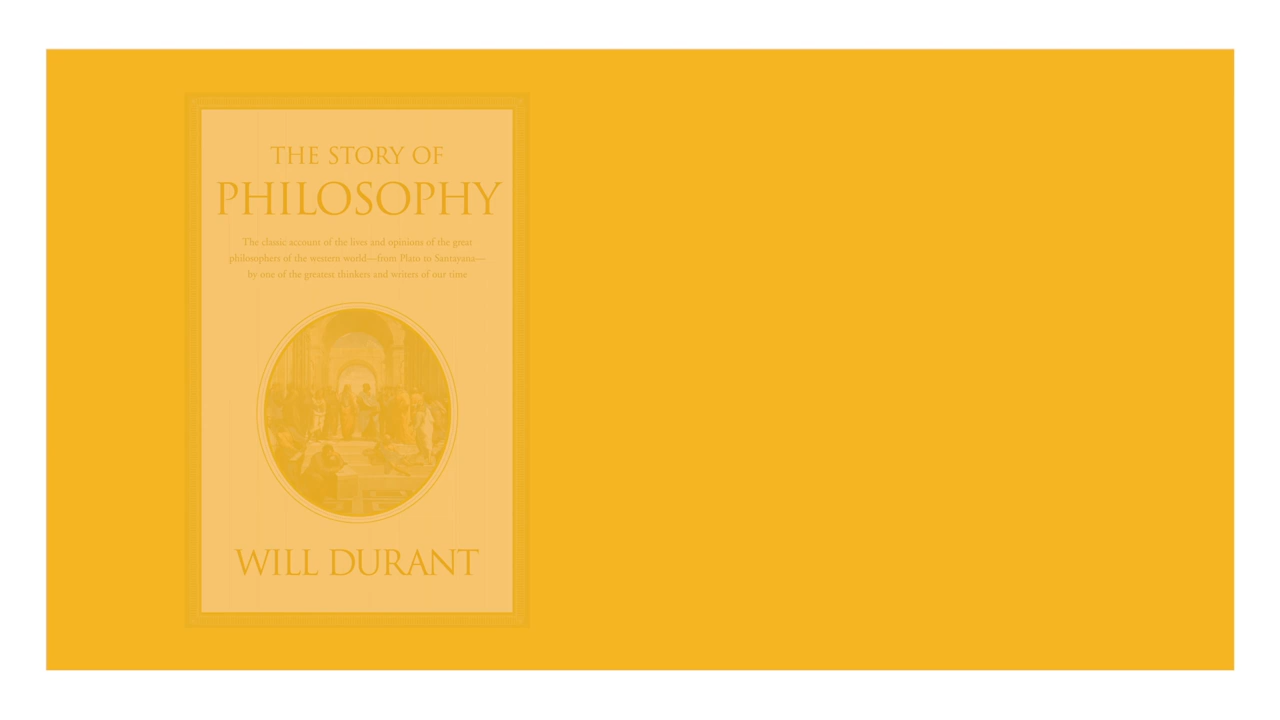 THE STORY OF
PHILOSOPHY
The classic account of the lives and opinions of the great
philosophers of the western world—from Plato to Santayana—
by one of the greatest thinkers and writers of our time
WILL DURANT